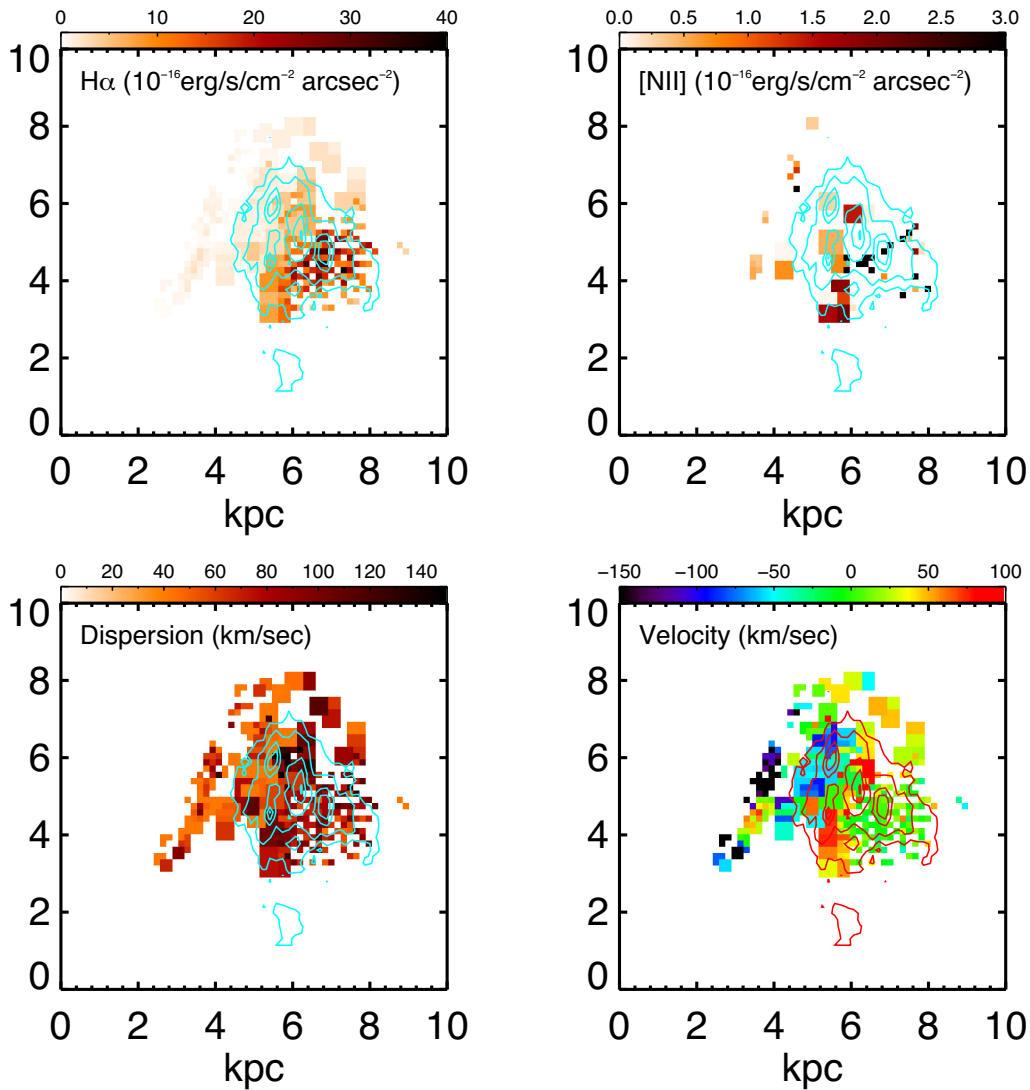 0 10 20 30 40
Hα (10⁻¹⁶erg/s/cm⁻² arcsec⁻²)
10
8
6
4
2
0
0 2 4 6 8 10
kpc
0.0 0.5 1.0 1.5 2.0 2.5 3.0
[NII] (10⁻¹⁶erg/s/cm⁻² arcsec⁻²)
10
8
6
4
2
0
0 2 4 6 8 10
kpc
0 20 40 60 80 100 120 140
Dispersion (km/sec)
10
8
6
4
2
0
0 2 4 6 8 10
kpc
−150 −100 −50 0 50 100
Velocity (km/sec)
10
8
6
4
2
0
0 2 4 6 8 10
kpc